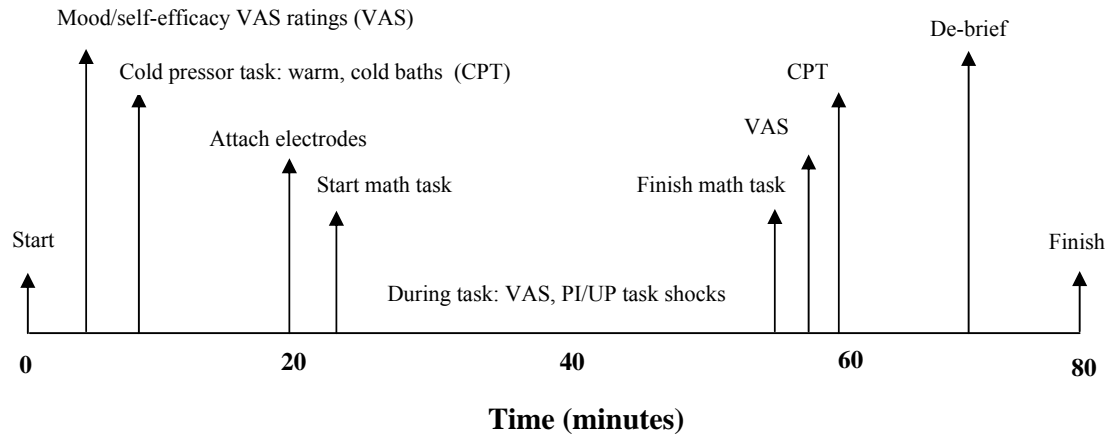 Mood/self-efficacy VAS ratings (VAS)
De-brief
Cold pressor task: warm, cold baths (CPT)
CPT
VAS
Attach electrodes
Start math task
Finish math task
Start
Finish
During task: VAS, PI/UP task shocks
0
20
40
60
80
Time (minutes)